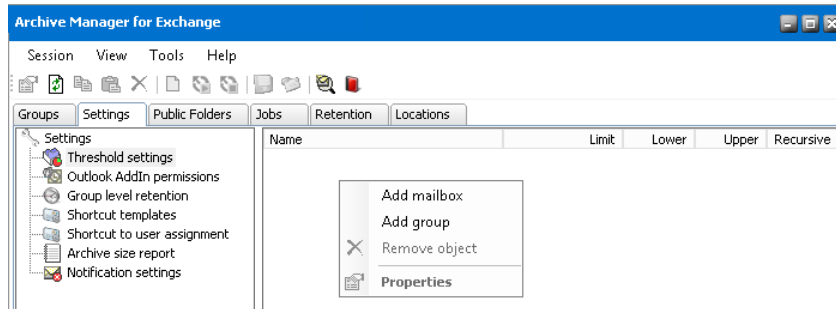 Archive Manager for Exchange
Session View Tools Help
Groups Settings Public Folders Jobs Retention Locations
Settings
Threshold settings
Outlook AddIn permissions
Group level retention
Shortcut templates
Shortcut to user assignment
Archive size report
Notification settings
Name Limit Lower Upper Recursive
Add mailbox
Add group
Remove object
Properties